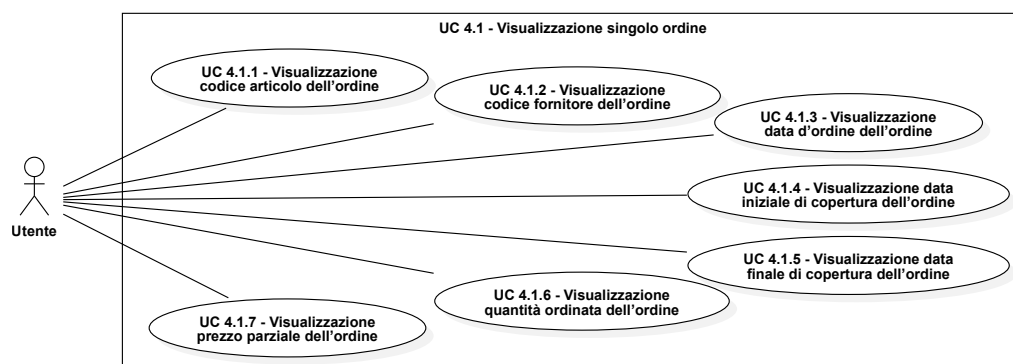 UC 4.1 - Visualizzazione singolo ordine
UC 4.1.1 - Visualizzazione
codice articolo dell'ordine
UC 4.1.2 - Visualizzazione
codice fornitore dell'ordine
UC 4.1.3 - Visualizzazione
data d'ordine dell'ordine
UC 4.1.4 - Visualizzazione data
iniziale di copertura dell'ordine
Utente
UC 4.1.5 - Visualizzazione data
finale di copertura dell'ordine
UC 4.1.6 - Visualizzazione
quantità ordinata dell'ordine
UC 4.1.7 - Visualizzazione
prezzo parziale dell'ordine